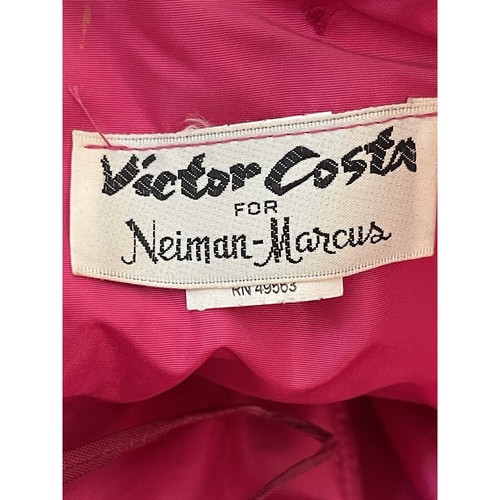 Victor Costa
FOR
Neiman-Marcus
RN 49563